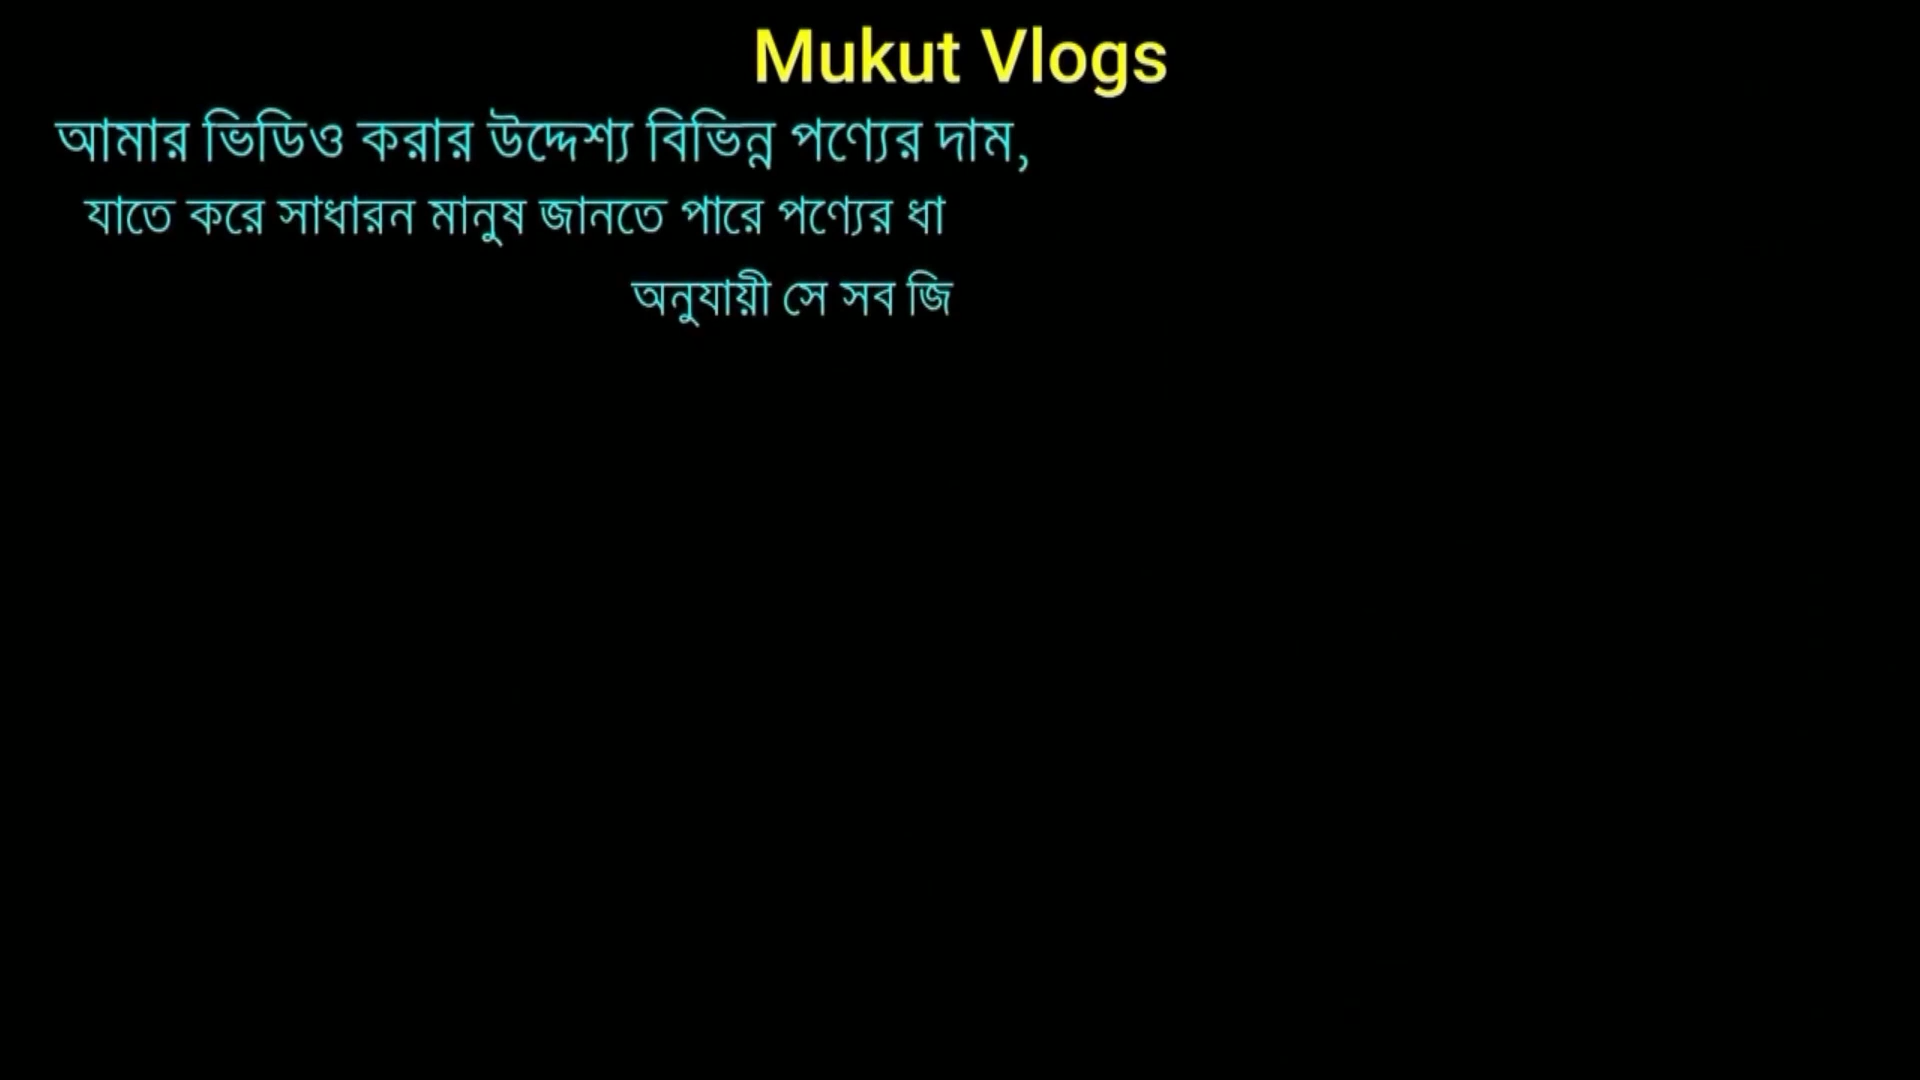 Mukut Vlogs
আমার ভিডিও করার উদ্দেশ্য বিভিন্ন পণ্যের দাম,
যাতে করে সাধারন মানুষ জানতে পারে পণ্যের ধা
অনুযায়ী সে সব জি